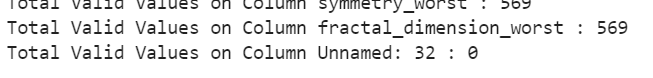 Total Valid Values on Column symmetry_worst : 569
Total Valid Values on Column fractal_dimension_worst : 569
Total Valid Values on Column Unnamed: 32 : 0